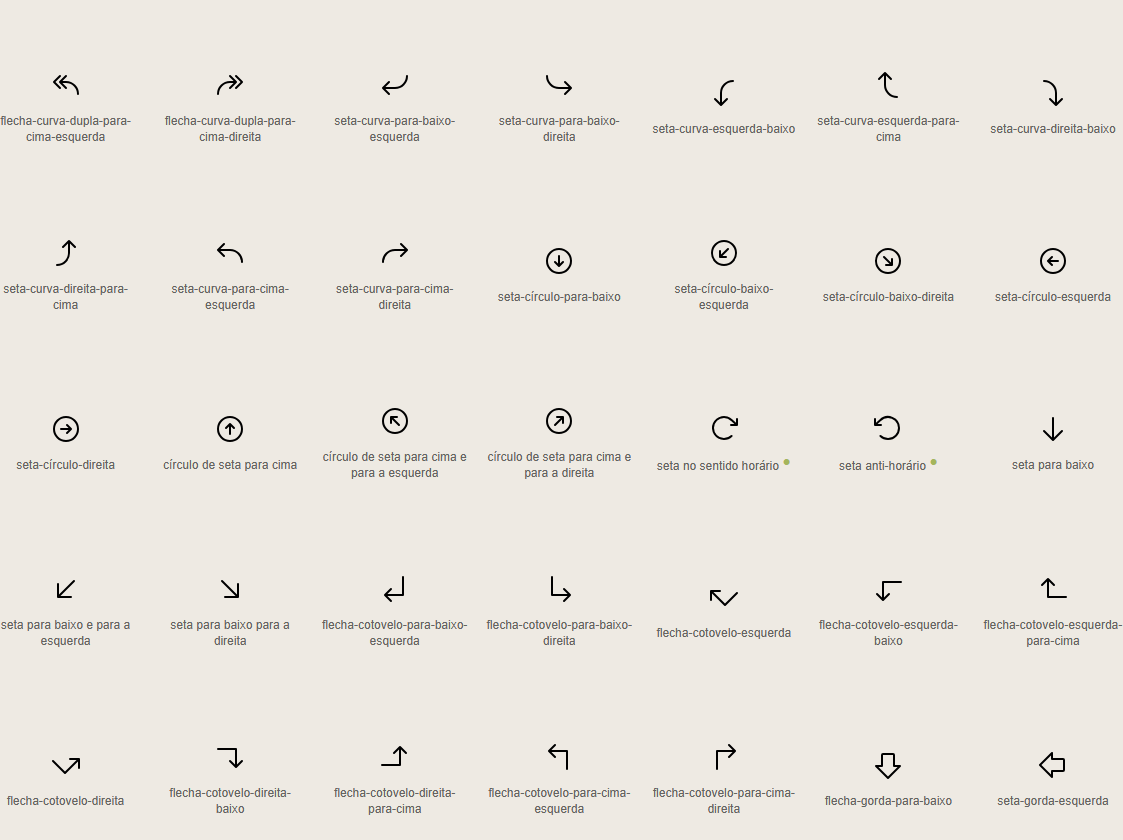 flecha-curva-dupla-para-
cima-esquerda
flecha-curva-dupla-para-
cima-direita
seta-curva-para-baixo-
esquerda
seta-curva-para-baixo-
direita
seta-curva-esquerda-baixo
seta-curva-esquerda-para-
cima
seta-curva-direita-baixo
seta-curva-direita-para-
cima
seta-curva-para-cima-
esquerda
seta-curva-para-cima-
direita
seta-círculo-para-baixo
seta-círculo-baixo-
esquerda
seta-círculo-baixo-direita
seta-círculo-esquerda
seta-círculo-direita
círculo de seta para cima
círculo de seta para cima e
para a esquerda
círculo de seta para cima e
para a direita
seta no sentido horário
seta anti-horário
seta para baixo
seta para baixo e para a
esquerda
seta para baixo para a
direita
flecha-cotovelo-para-baixo-
esquerda
flecha-cotovelo-para-baixo-
direita
flecha-cotovelo-esquerda
flecha-cotovelo-esquerda-
baixo
flecha-cotovelo-esquerda-
para-cima
flecha-cotovelo-direita
flecha-cotovelo-direita-
baixo
flecha-cotovelo-direita-
para-cima
flecha-cotovelo-para-cima-
esquerda
flecha-cotovelo-para-cima-
direita
flecha-gorda-para-baixo
seta-gorda-esquerda